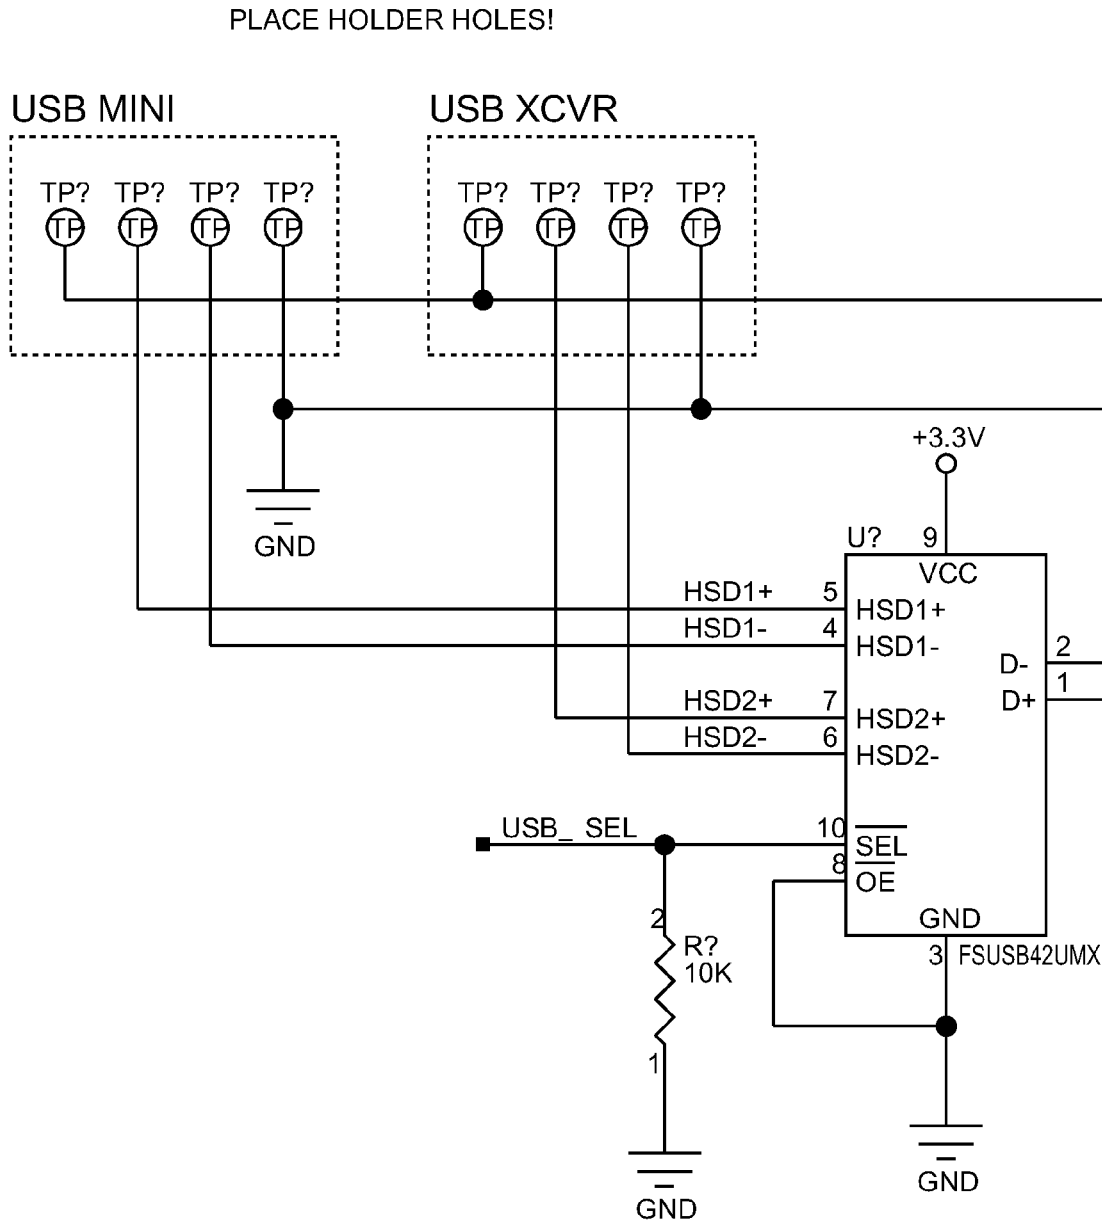 PLACE HOLDER HOLES!
USB MINI
USB XCVR
TP? TP? TP? TP?
TP? TP? TP? TP?
TP TP TP TP
TP TP TP TP
+3.3V
GND
U? 9
VCC
HSD1+ 5 HSD1+
HSD1- 4 HSD1-
D- 2
D+ 1
HSD2+ 7 HSD2+
HSD2- 6 HSD2-
USB_ SEL 10 SEL
8 OE
GND
2
R?
10K
3 FSUSB42UMX
1
GND
GND